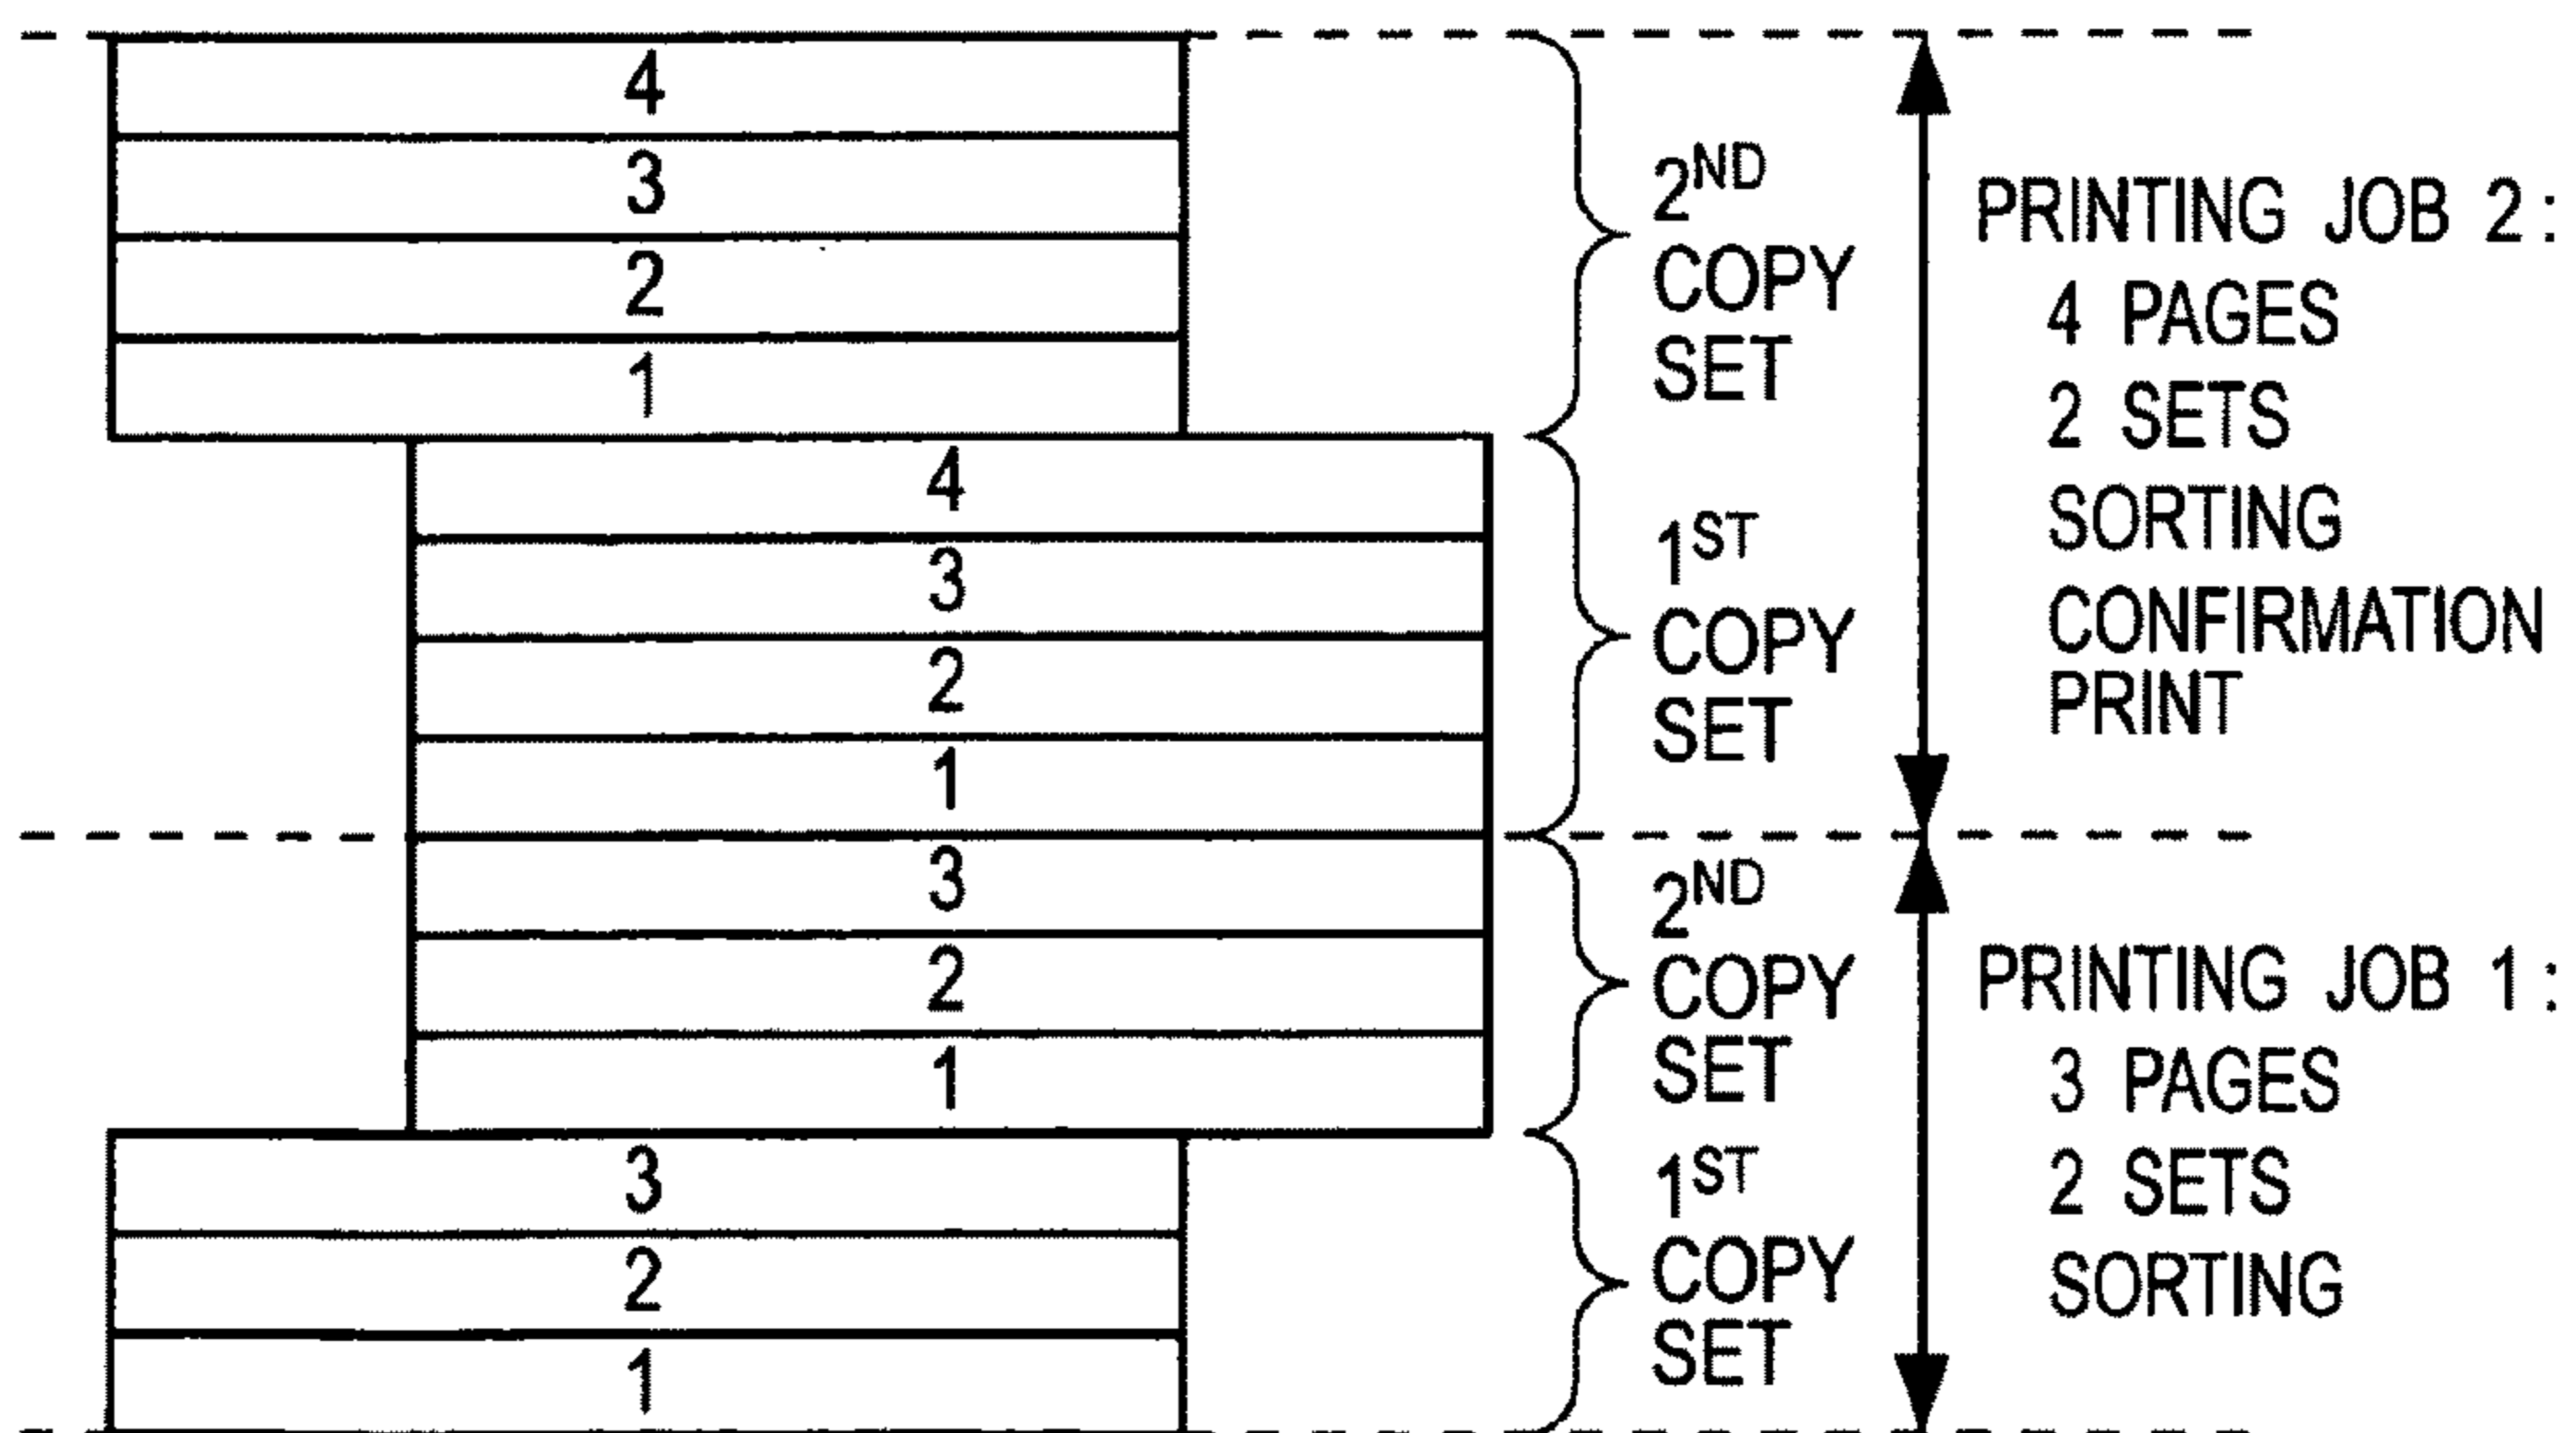 4
3
2
1
4
3
2
1
3
2
1
3
2
1
2ND
COPY
SET
1ST
COPY
SET
2ND
COPY
SET
1ST
COPY
SET
PRINTING JOB 2:
4 PAGES
2 SETS
SORTING
CONFIRMATION
PRINT
PRINTING JOB 1:
3 PAGES
2 SETS
SORTING